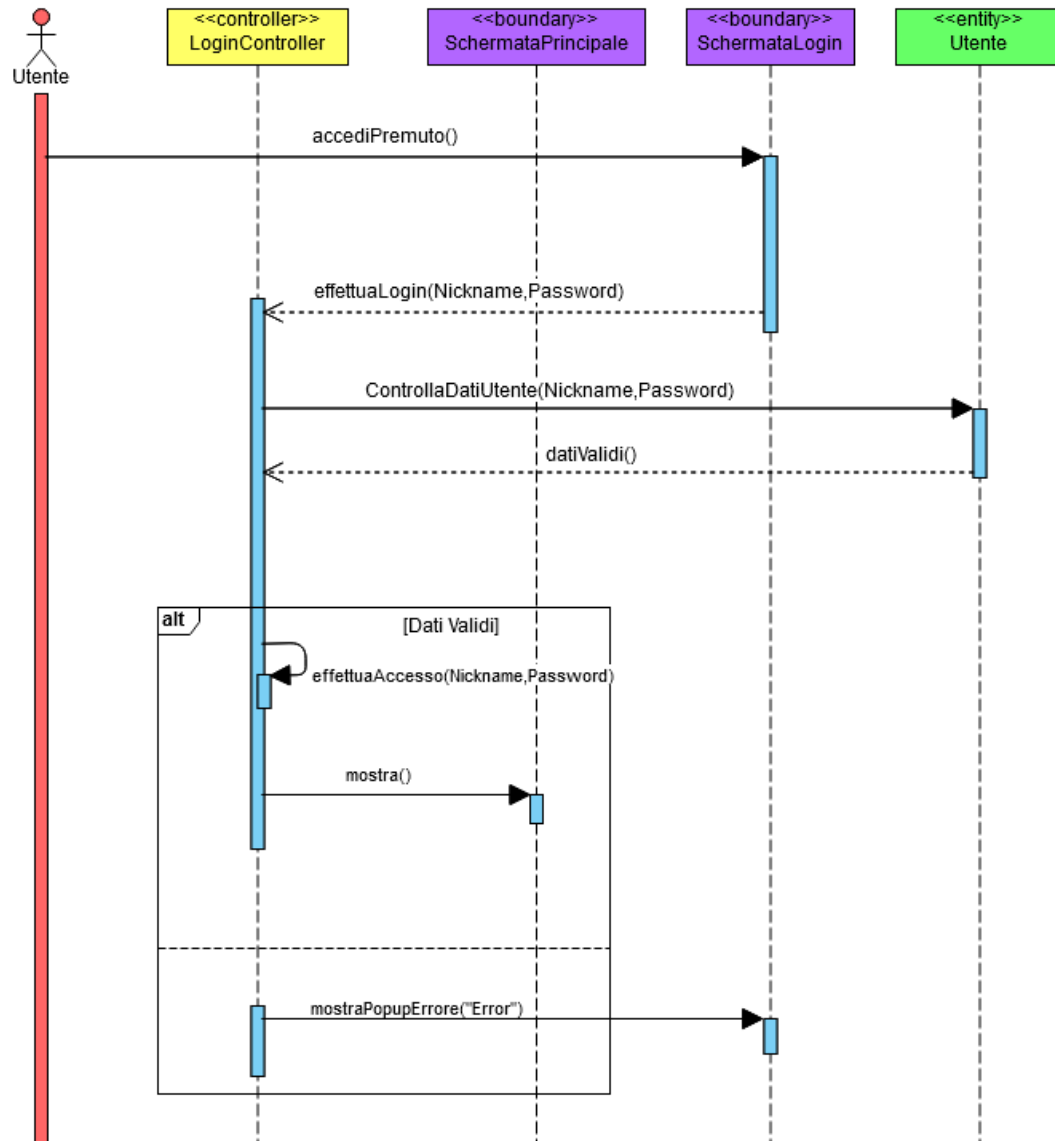 <<controller>>
LoginController
<<boundary>>
SchermataPrincipale
<<boundary>>
SchermataLogin
<<entity>>
Utente
Utente
accediPremuto()
effettuaLogin(Nickname,Password)
ControllaDatiUtente(Nickname,Password)
datiValidi()
alt
[Dati Validi]
effettuaAccesso(Nickname,Password)
mostra()
mostraPopupErrore("Error")